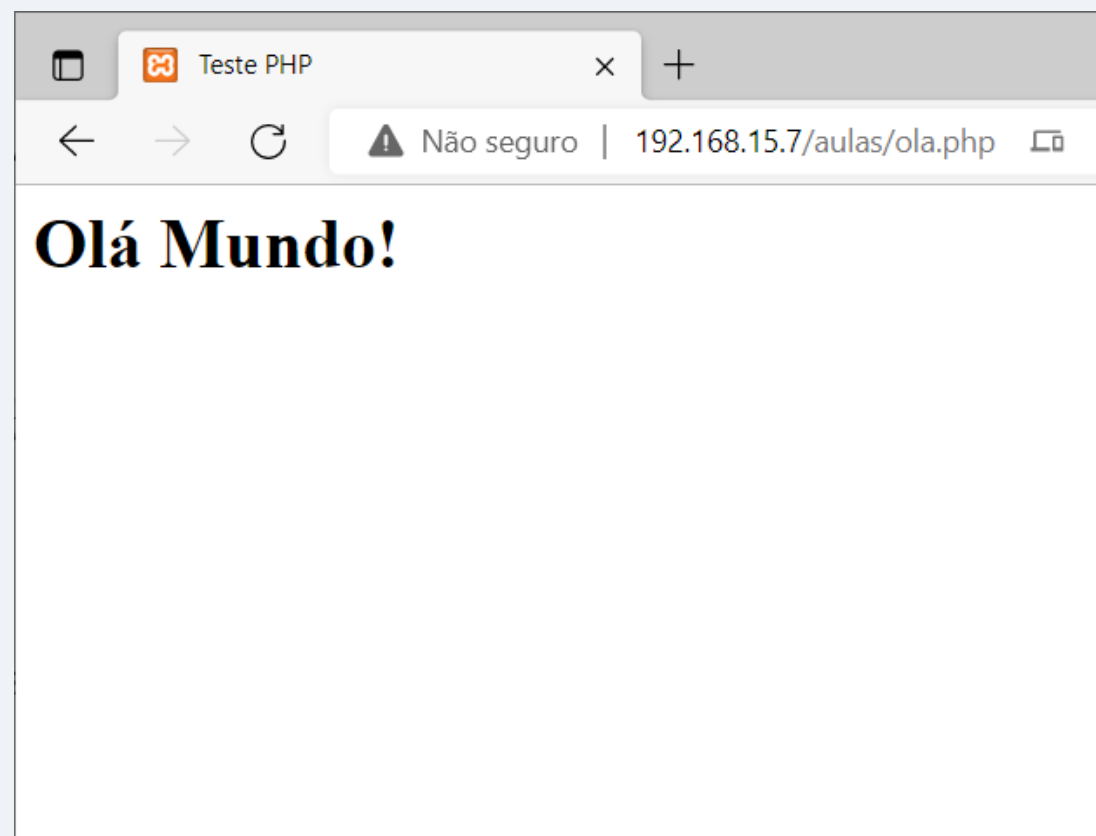 Teste PHP
Não seguro | 192.168.15.7/aulas/ola.php
Olá Mundo!